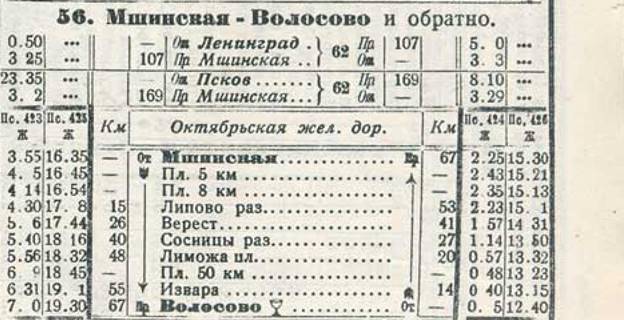 56. Мшинская - Волосово и обратно.
0.50 ... — От Ленинград . 62 Пр 107 5. 0 ...
3 25 ... 107 Пр Мшинская .. От — 3. 3 ...
23.35 ... — От Псков ....... 62 Пр 169 8.10 ...
3. 2 ... 169 Пр Мшинская... От — 3.29 ...
Пс. 423 Ж Пс. 425 Ж Км Октябрьская жел. дор. Км Пс. 424 Ж Пс. 426 Ж
3.55 16.35 — От Мшинская Пр 67 2.25 15.30
4. 5 16 45 — Пл. 5 км — 2.43 15.21
4 14 16.54 — Пл. 8 км — 2.35 15.13
4.30 17. 8 15 Липово раз. 53 2.23 15. 1
5. 6 17.44 26 Верест. 41 1 57 14 31
5.40 18 16 40 Сосницы раз. 27 1.14 13 50
5.56 18.32 48 Лиможа пл. 20 0.57 13.32
6. 9 18 45 — Пл. 50 км — 0 48 13 23
6.31 19. 1 55 Извара 14 0 40 13.15
7. 0 19.30 67 Пр Волосово От — 0. 5 12.40